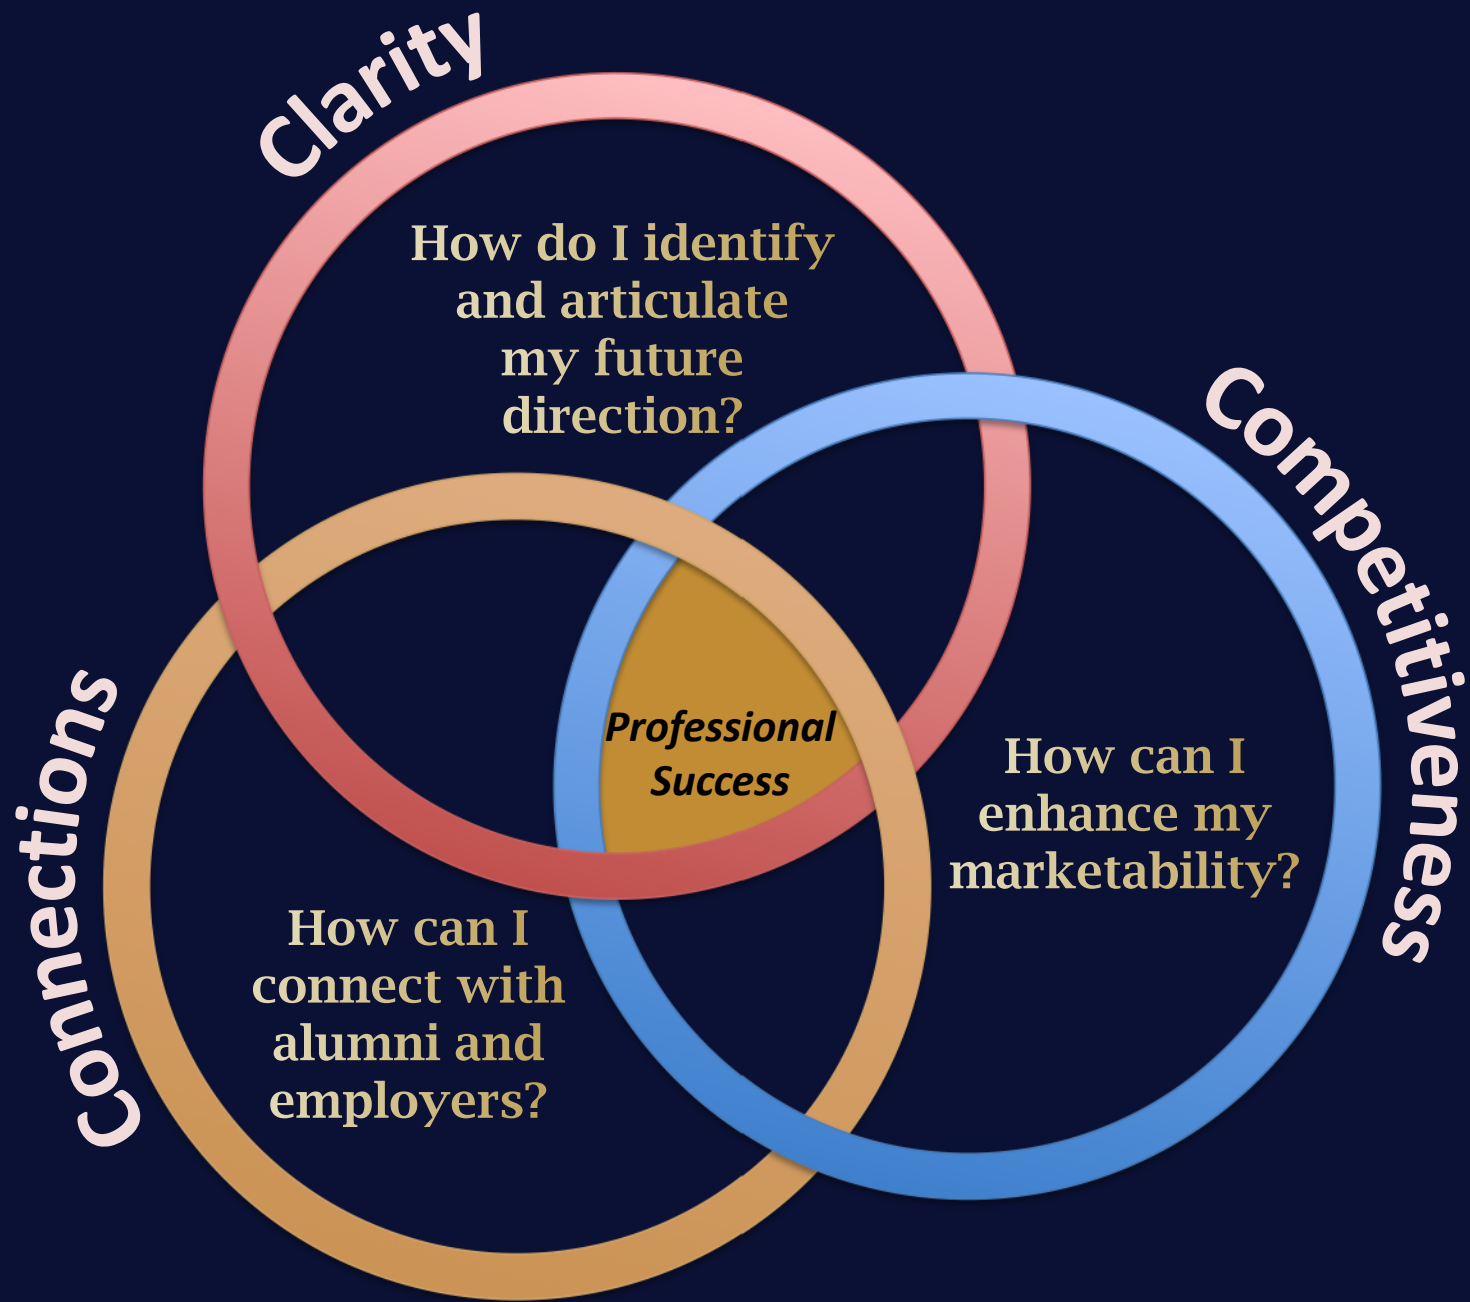 Clarity
How do I identify
and articulate
my future
direction?
Competitiveness
How can I
enhance my
marketability?
Professional
Success
Connections
How can I
connect with
alumni and
employers?